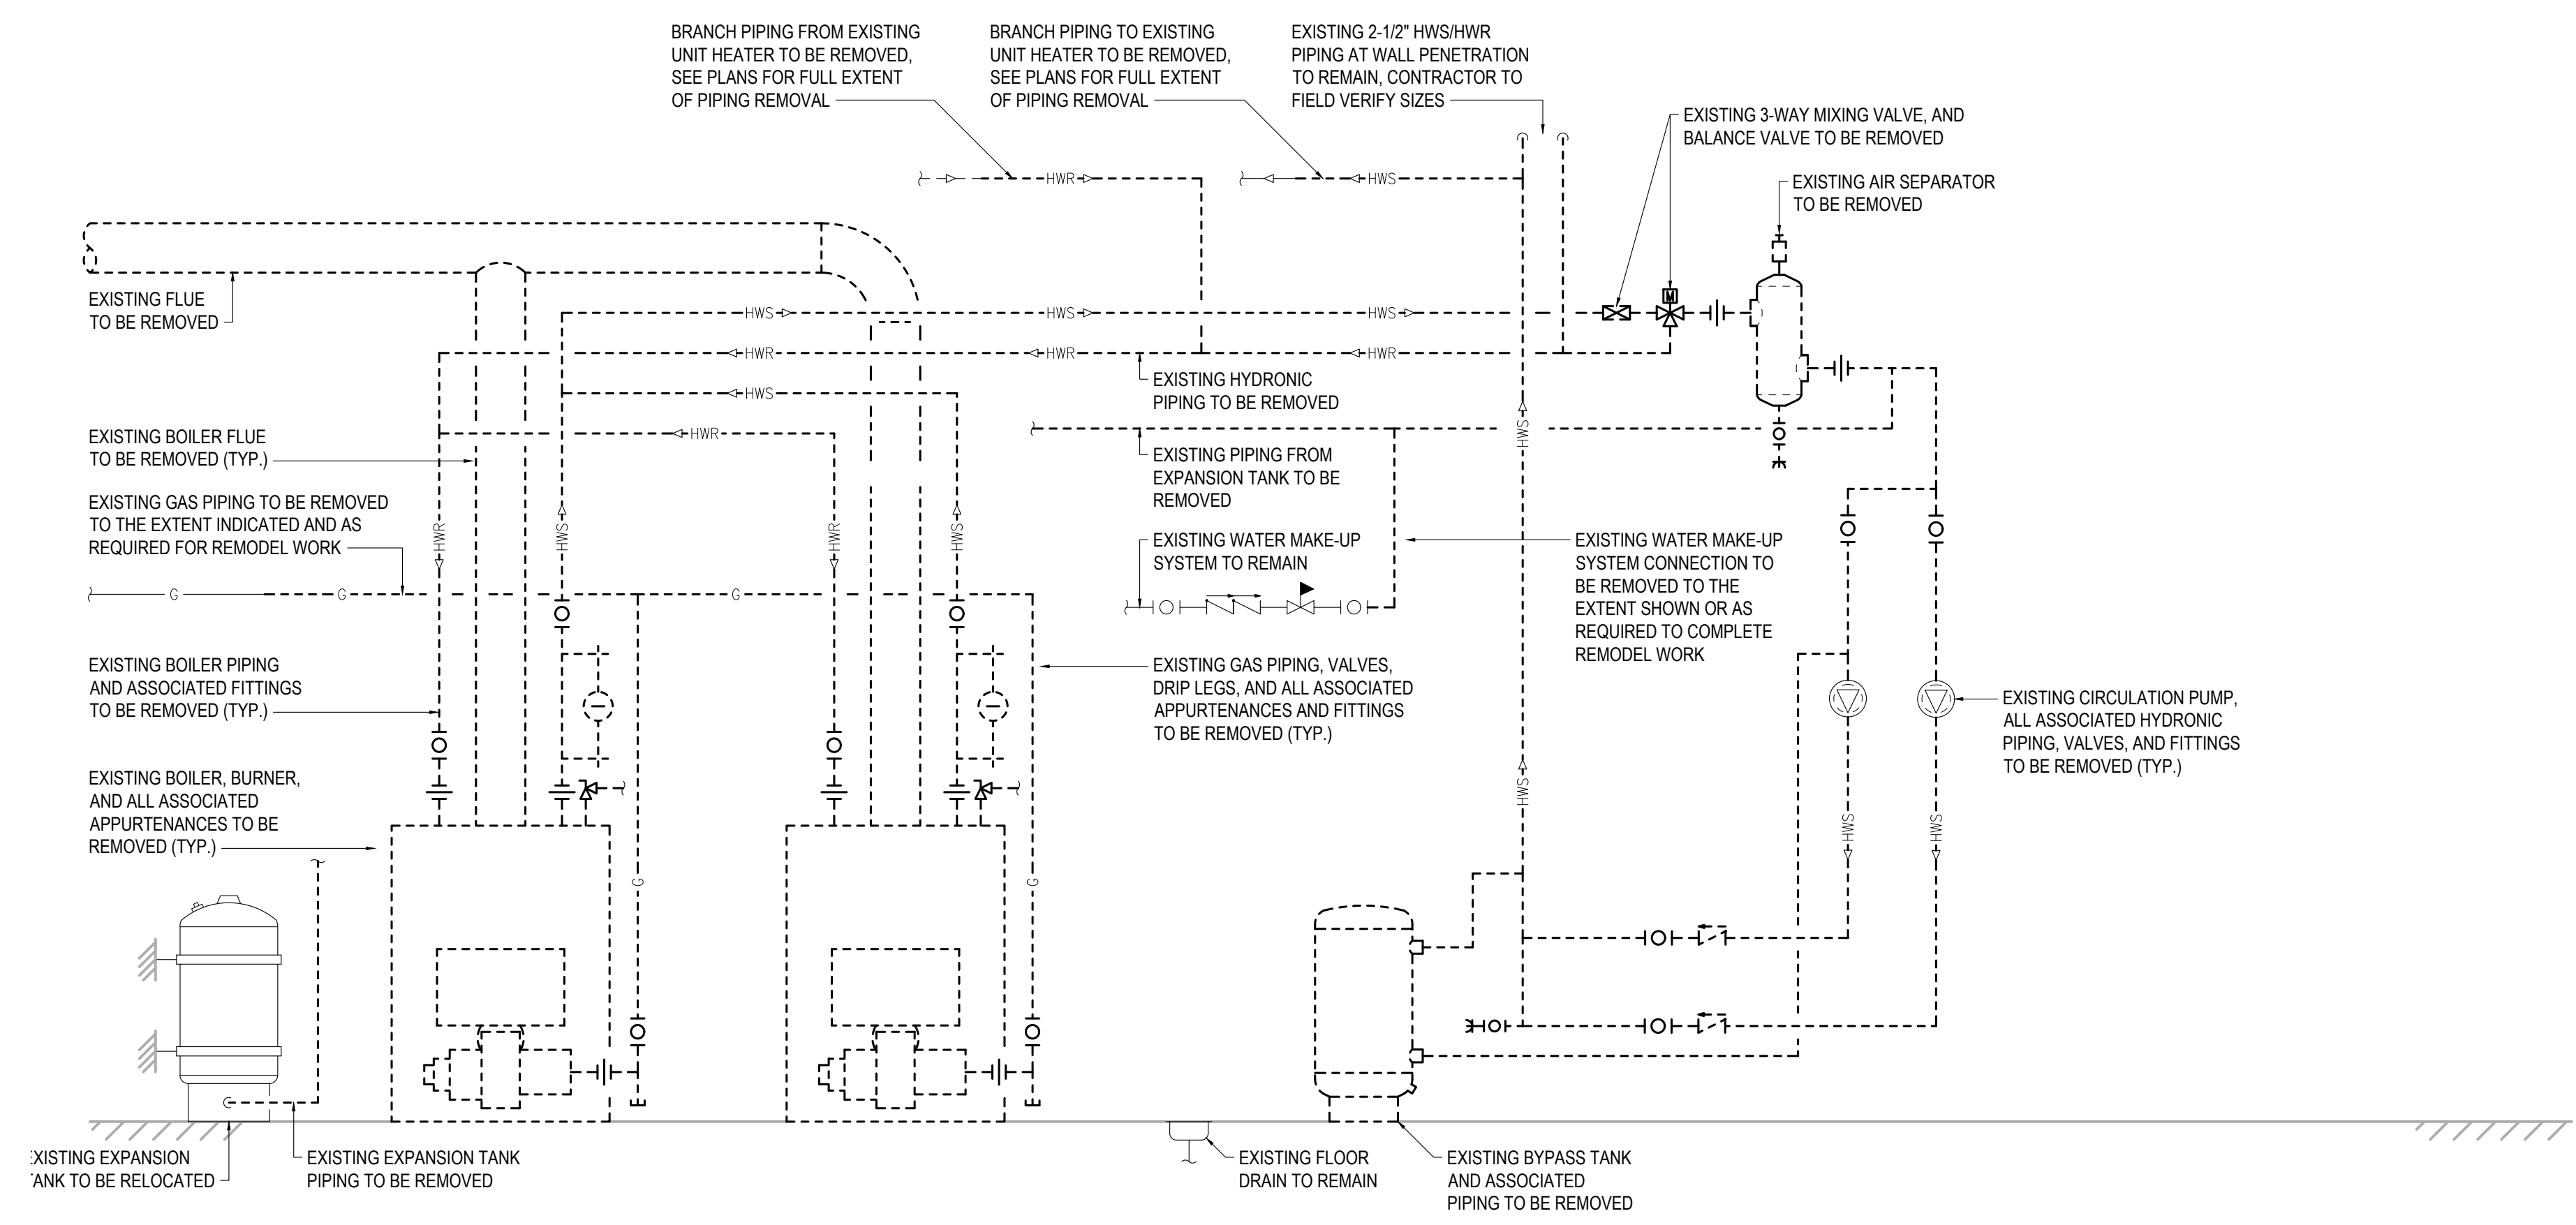 BRANCH PIPING FROM EXISTING
UNIT HEATER TO BE REMOVED,
SEE PLANS FOR FULL EXTENT
OF PIPING REMOVAL
BRANCH PIPING TO EXISTING
UNIT HEATER TO BE REMOVED,
SEE PLANS FOR FULL EXTENT
OF PIPING REMOVAL
EXISTING 2-1/2" HWS/HWR
PIPING AT WALL PENETRATION
TO REMAIN, CONTRACTOR TO
FIELD VERIFY SIZES
EXISTING 3-WAY MIXING VALVE, AND
BALANCE VALVE TO BE REMOVED
EXISTING AIR SEPARATOR
TO BE REMOVED
HWR
HWS
EXISTING FLUE
TO BE REMOVED
HWS
HWS
HWS
M
HWR
HWR
HWR
EXISTING HYDRONIC
PIPING TO BE REMOVED
HWS
HWR
HWS
EXISTING BOILER FLUE
TO BE REMOVED (TYP.)
EXISTING PIPING FROM
EXPANSION TANK TO BE
REMOVED
EXISTING GAS PIPING TO BE REMOVED
TO THE EXTENT INDICATED AND AS
REQUIRED FOR REMODEL WORK
HWR
HWS
HWR
HWS
EXISTING WATER MAKE-UP
SYSTEM TO REMAIN
EXISTING WATER MAKE-UP
SYSTEM CONNECTION TO
BE REMOVED TO THE
EXTENT SHOWN OR AS
REQUIRED TO COMPLETE
REMODEL WORK
G
G
G
EXISTING BOILER PIPING
AND ASSOCIATED FITTINGS
TO BE REMOVED (TYP.)
EXISTING GAS PIPING, VALVES,
DRIP LEGS, AND ALL ASSOCIATED
APPURTENANCES AND FITTINGS
TO BE REMOVED (TYP.)
EXISTING CIRCULATION PUMP,
ALL ASSOCIATED HYDRONIC
PIPING, VALVES, AND FITTINGS
TO BE REMOVED (TYP.)
EXISTING BOILER, BURNER,
AND ALL ASSOCIATED
APPURTENANCES TO BE
REMOVED (TYP.)
HWS
HWS
HWS
G
G
XISTING EXPANSION
TANK TO BE RELOCATED
EXISTING EXPANSION TANK
PIPING TO BE REMOVED
EXISTING FLOOR
DRAIN TO REMAIN
EXISTING BYPASS TANK
AND ASSOCIATED
PIPING TO BE REMOVED